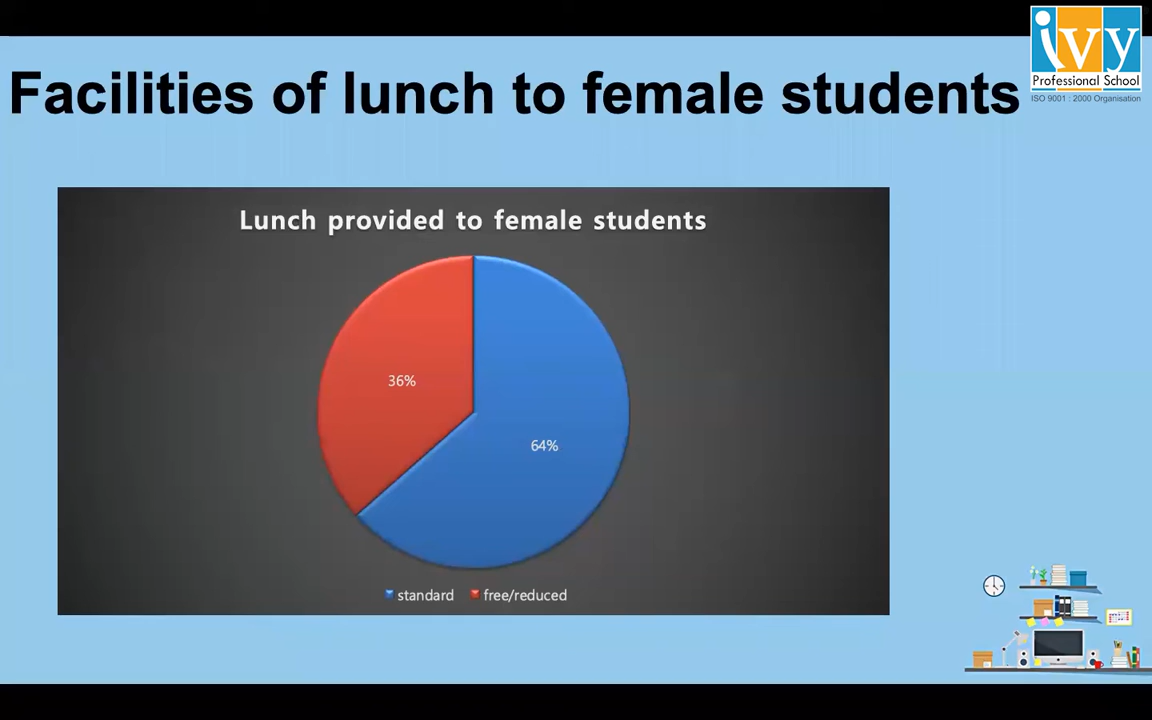 Facilities of lunch to female students
ivy
Professional School
ISO 9001 : 2000 Organisation
Lunch provided to female students
36%
64%
standard
free/reduced